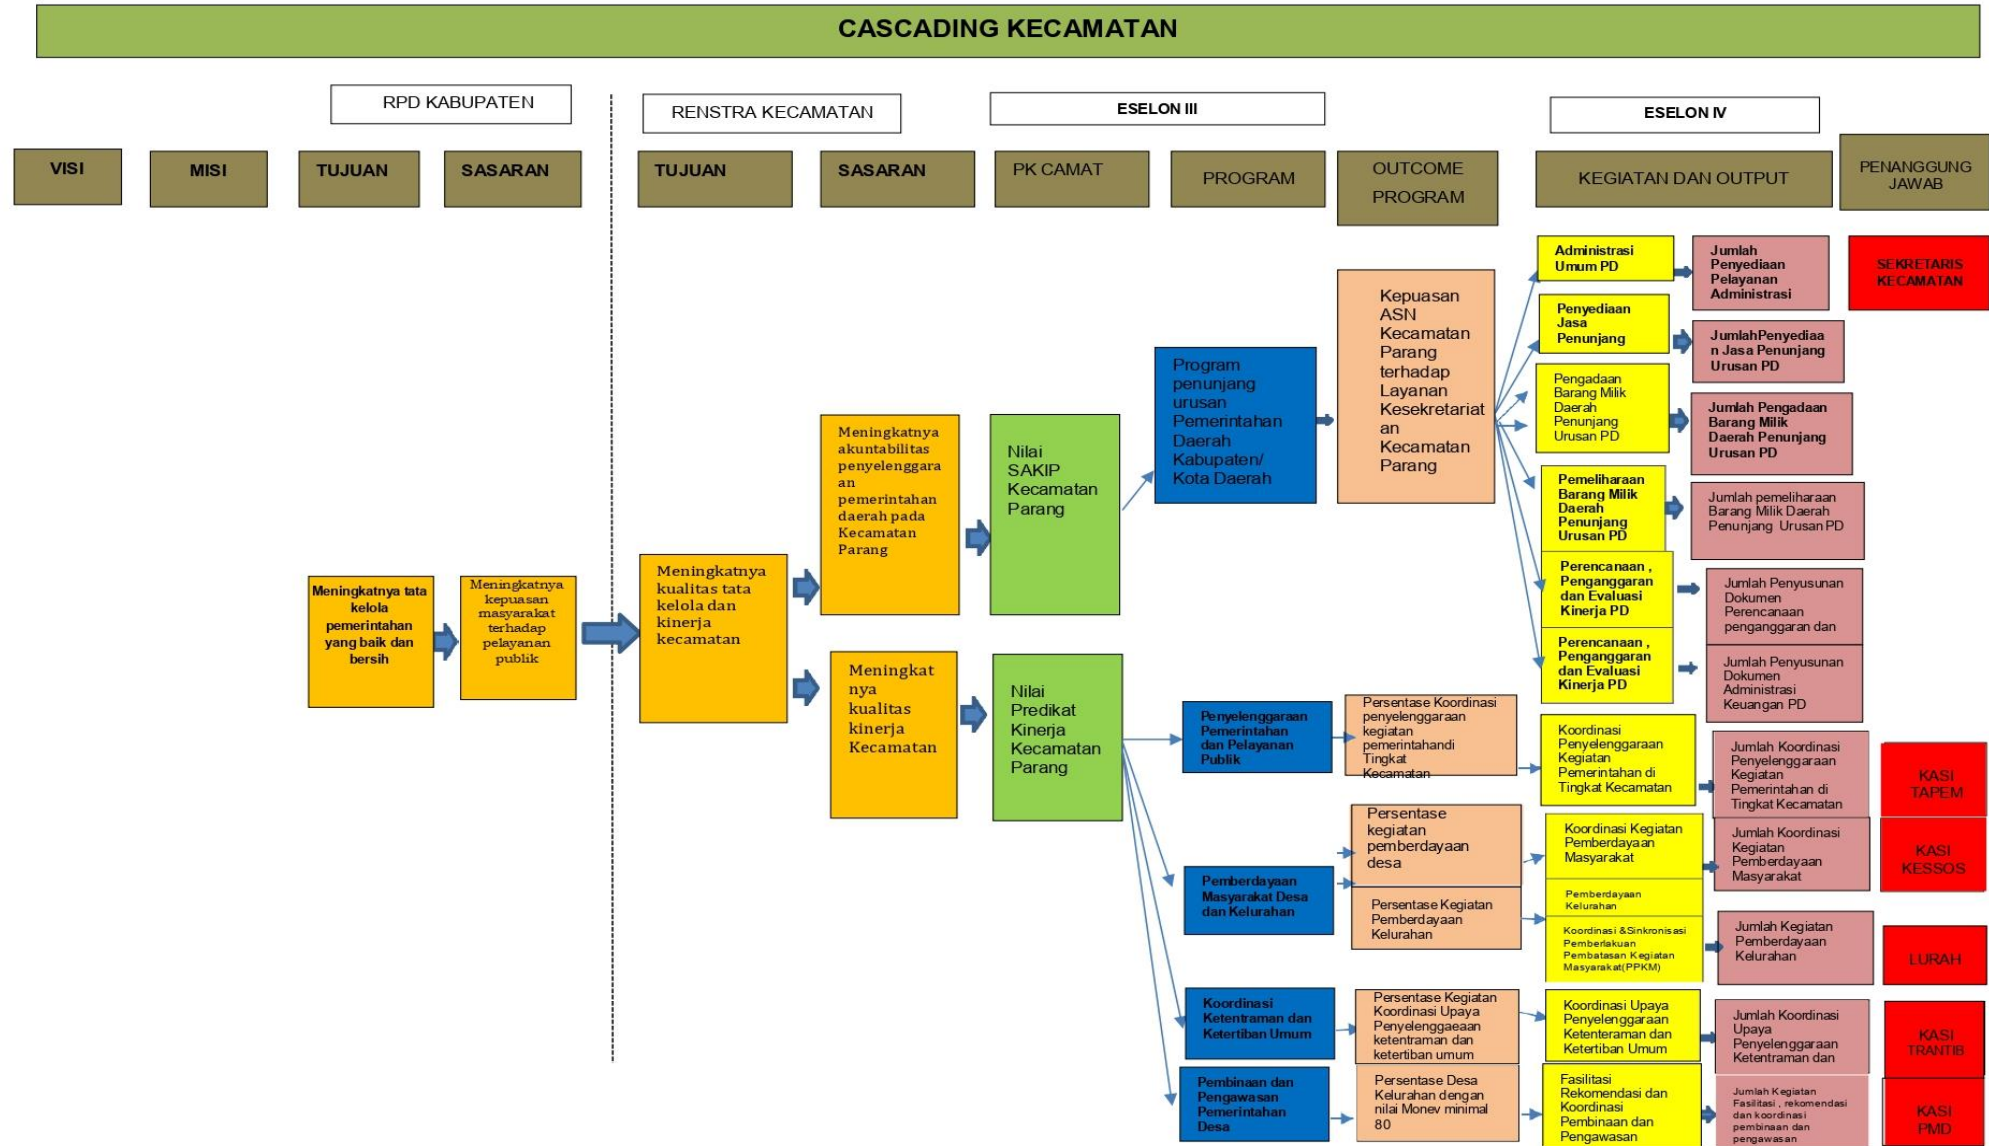 CASCADING KECAMATAN
RPD KABUPATEN
RENSTRA KECAMATAN
ESELON III
ESELON IV
VISI
MISI
TUJUAN
SASARAN
TUJUAN
SASARAN
PK CAMAT
PROGRAM
OUTCOME
PROGRAM
KEGIATAN DAN OUTPUT
PENANGGUNG
JAWAB
Meningkatnya tata
kelola
pemerintahan
yang baik dan
bersih
Meningkatnya
kepuasan
masyarakat
terhadap
pelayanan
publik
Meningkatnya
kualitas tata
kelola dan
kinerja
kecamatan
Meningkatnya
akuntabilitas
penyelenggara
an
pemerintahan
daerah pada
Kecamatan
Parang
Meningkat
nya
kualitas
kinerja
Kecamatan
Nilai
SAKIP
Kecamatan
Parang
Nilai
Predikat
Kinerja
Kecamatan
Parang
Program
penunjang
urusan
Pemerintahan
Daerah
Kabupaten/
Kota Daerah
Kepuasan
ASN
Kecamatan
Parang
terhadap
Layanan
Kesekretariat
an
Kecamatan
Parang
Administrasi
Umum PD
Jumlah
Penyediaan
Pelayanan
Administrasi
SEKRETARIS
KECAMATAN
Penyediaan
Jasa
Penunjang
JumlahPenyediaa
n Jasa Penunjang
Urusan PD
Pengadaan
Barang Milik
Daerah
Penunjang
Urusan PD
Jumlah Pengadaan
Barang Milik
Daerah Penunjang
Urusan PD
Pemeliharaan
Barang Milik
Daerah
Penunjang
Urusan PD
Jumlah pemeliharaan
Barang Milik Daerah
Penunjang Urusan PD
Perencanaan ,
Penganggaran
dan Evaluasi
Kinerja PD
Jumlah Penyusunan
Dokumen
Perencanaan
penganggaran dan
Perencanaan ,
Penganggaran
dan Evaluasi
Kinerja PD
Jumlah Penyusunan
Dokumen
Administrasi
Keuangan PD
Penyelenggaraan
Pemerintahan
dan Pelayanan
Publik
Persentase Koordinasi
penyelenggaraan
kegiatan
pemerintahandi
Tingkat
Kecamatan
Koordinasi
Penyelenggaraan
Kegiatan
Pemerintahan di
Tingkat Kecamatan
Jumlah Koordinasi
Penyelenggaraan
Kegiatan
Pemerintahan di
Tingkat Kecamatan
KASI
TAPEM
Pemberdayaan
Masyarakat Desa
dan Kelurahan
Persentase
kegiatan
pemberdayaan
desa
Koordinasi Kegiatan
Pemberdayaan
Masyarakat
Jumlah Koordinasi
Kegiatan
Pemberdayaan
Masyarakat
KASI
KESSOS
Persentase Kegiatan
Pemberdayaan
Kelurahan
Pemberdayaan
Kelurahan
Koordinasi &Sinkronisasi
Pemberlakuan
Pembatasan Kegiatan
Masyarakat(PPKM)
Jumlah Kegiatan
Pemberdayaan
Kelurahan
LURAH
Koordinasi
Ketentraman dan
Ketertiban Umum
Persentase Kegiatan
Koordinasi Upaya
Penyelenggaeaan
ketentraman dan
ketertiban umum
Koordinasi Upaya
Penyelenggaraan
Ketenteraman dan
Ketertiban Umum
Jumlah Koordinasi
Upaya
Penyelenggaraan
Ketentraman dan
KASI
TRANTIB
Pembinaan dan
Pengawasan
Pemerintahan
Desa
Persentase Desa
Kelurahan dengan
nilai Monev minimal
80
Fasilitasi
Rekomendasi dan
Koordinasi
Pembinaan dan
Pengawasan
Jumlah Kegiatan
Fasilitasi , rekomendasi
dan koordinasi
pembinaan dan
pengawasan
KASI
PMD